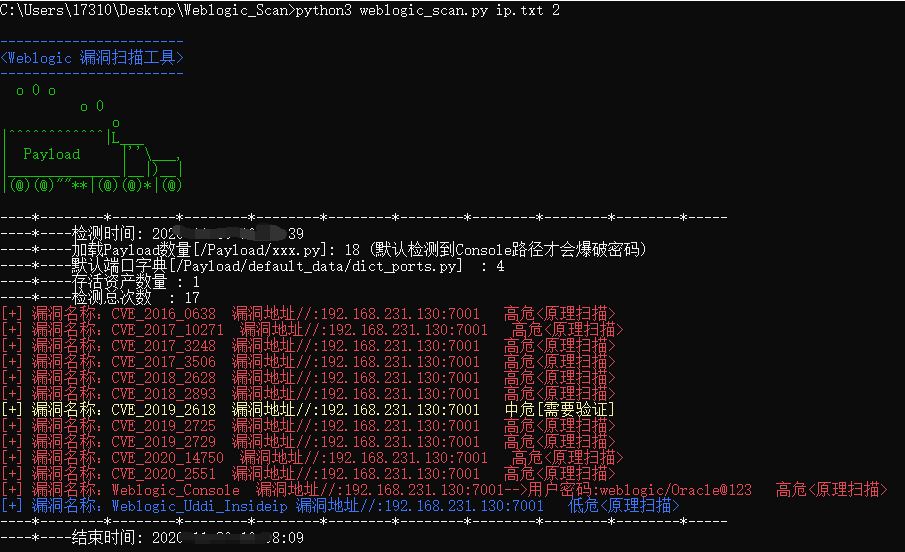 C:\Users\17310\Desktop\Weblogic_Scan>python3 weblogic_scan.py ip.txt 2
-----------------------
<Weblogic 漏洞扫描工具>
-----------------------
  o O o
          o O
              o
|^^^^^^^^^^^^|L___
|  Payload     |''\___,
|______________|__|)__|
|(@)(@)""**|(@)(@)*|(@)
----*--------*--------*--------*--------*--------*--------*--------*--------*-----
----*----检测时间: 39
----*----加载Payload数量[/Payload/xxx.py]: 18 (默认检测到Console路径才会爆破密码)
----*----默认端口字典[/Payload/default_data/dict_ports.py]  : 4
----*----存活资产数量 : 1
----*----检测总次数  : 17
[+] 漏洞名称: CVE_2016_0638  漏洞地址//:192.168.231.130:7001   高危<原理扫描>
[+] 漏洞名称: CVE_2017_10271 漏洞地址//:192.168.231.130:7001   高危<原理扫描>
[+] 漏洞名称: CVE_2017_3248  漏洞地址//:192.168.231.130:7001   高危<原理扫描>
[+] 漏洞名称: CVE_2017_3506  漏洞地址//:192.168.231.130:7001   高危<原理扫描>
[+] 漏洞名称: CVE_2018_2628  漏洞地址//:192.168.231.130:7001   高危<原理扫描>
[+] 漏洞名称: CVE_2018_2893  漏洞地址//:192.168.231.130:7001   高危<原理扫描>
[+] 漏洞名称: CVE_2019_2618  漏洞地址//:192.168.231.130:7001   中危[需要验证]
[+] 漏洞名称: CVE_2019_2725  漏洞地址//:192.168.231.130:7001   高危<原理扫描>
[+] 漏洞名称: CVE_2019_2729  漏洞地址//:192.168.231.130:7001   高危<原理扫描>
[+] 漏洞名称: CVE_2020_14750  漏洞地址//:192.168.231.130:7001   高危<原理扫描>
[+] 漏洞名称: CVE_2020_2551  漏洞地址//:192.168.231.130:7001   高危<原理扫描>
[+] 漏洞名称: Weblogic_Console  漏洞地址//:192.168.231.130:7001-->用户密码:weblogic/Oracle@123   高危<原理扫描>
[+] 漏洞名称: Weblogic_Uddi_Insideip 漏洞地址//:192.168.231.130:7001   低危<原理扫描>
----*--------*--------*--------*--------*--------*--------*--------*--------*-----
----*----结束时间: 8:09